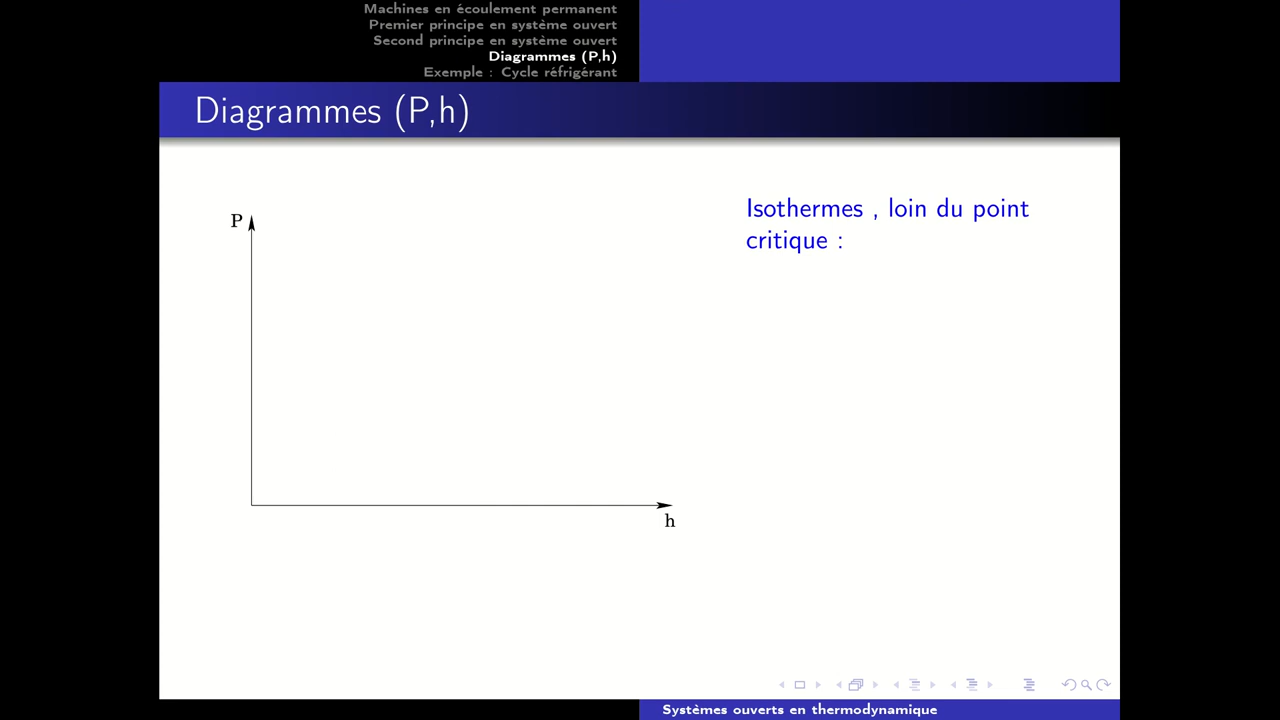 Machines en écoulement permanent
Premier principe en système ouvert
Second principe en système ouvert
Diagrammes (P,h)
Exemple : Cycle réfrigérant
Diagrammes (P,h)
Isothermes , loin du point
critique :
P
h
Systèmes ouverts en thermodynamique